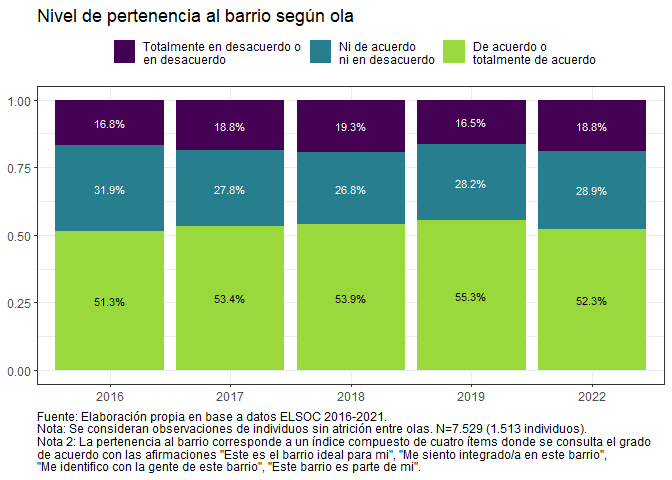 Nivel de pertenencia al barrio según ola
Totalmente en desacuerdo o
en desacuerdo
Ni de acuerdo
ni en desacuerdo
De acuerdo o
totalmente de acuerdo
1.00
0.75
0.50
0.25
0.00
16.8%
18.8%
19.3%
16.5%
18.8%
31.9%
27.8%
26.8%
28.2%
28.9%
51.3%
53.4%
53.9%
55.3%
52.3%
2016
2017
2018
2019
2022
Fuente: Elaboración propia en base a datos ELSOC 2016-2021.
Nota: Se consideran observaciones de individuos sin atrición entre olas. N=7.529 (1.513 individuos).
Nota 2: La pertenencia al barrio corresponde a un índice compuesto de cuatro ítems donde se consulta el grado
de acuerdo con las afirmaciones "Este es el barrio ideal para mi", "Me siento integrado/a en este barrio",
"Me identifico con la gente de este barrio", "Este barrio es parte de mi".